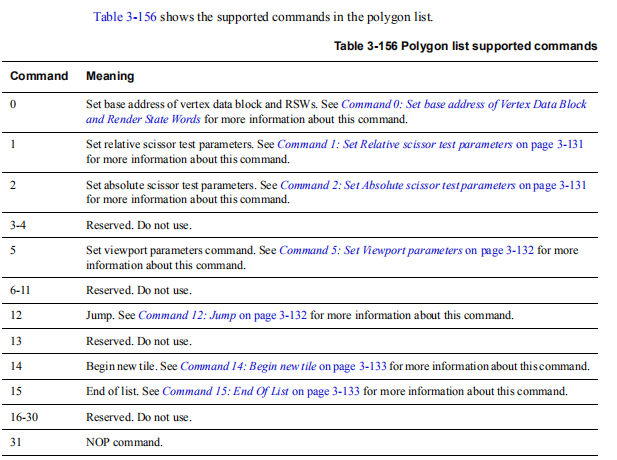 Table 3-156 shows the supported commands in the polygon list.
Table 3-156 Polygon list supported commands
Command Meaning
0 Set base address of vertex data block and RSWs. See Command 0: Set base address of Vertex Data Block
and Render State Words for more information about this command.
1 Set relative scissor test parameters. See Command 1: Set Relative scissor test parameters on page 3-131
for more information about this command.
2 Set absolute scissor test parameters. See Command 2: Set Absolute scissor test parameters on page 3-131
for more information about this command.
3-4 Reserved. Do not use.
5 Set viewport parameters command. See Command 5: Set Viewport parameters on page 3-132 for more
information about this command.
6-11 Reserved. Do not use.
12 Jump. See Command 12: Jump on page 3-132 for more information about this command.
13 Reserved. Do not use.
14 Begin new tile. See Command 14: Begin new tile on page 3-133 for more information about this command.
15 End of list. See Command 15: End Of List on page 3-133 for more information about this command.
16-30 Reserved. Do not use.
31 NOP command.